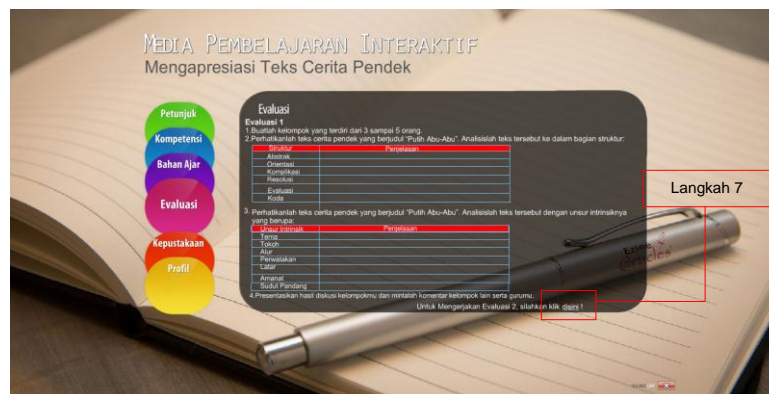 MEDIA PEMBELAJARAN INTERAKTIF
Mengapresiasi Teks Cerita Pendek
Petunjuk
Kompetensi
Bahan Ajar
Evaluasi
Kepustakaan
Profil
Evaluasi
Evaluasi 1
1.Buatlah kelompok yang terdiri dari 3 sampai 5 orang.
2.Perhatikanlah teks cerita pendek yang berjudul "Putih Abu-Abu". Analisislah teks tersebut ke dalam bagian struktur:
Struktur Penjelasan
Abstrak
Orientasi
Komplikasi
Resolusi
Evaluasi
Koda
3. Perhatikanlah teks cerita pendek yang berjudul "Putih Abu-Abu". Analisislah teks tersebut dengan unsur intrinsiknya
yang berupa:
Unsur Intrinsik Penjelasan
Tema
Tokoh
Alur
Perwatakan
Latar
Amanat
Sudut Pandang
4.Presentasikan hasil diskusi kelompokmu dan mintalah komentar kelompok lain serta gurumu.
Untuk Mengerjakan Evaluasi 2, silahkan klik disini !
Langkah 7
Articles